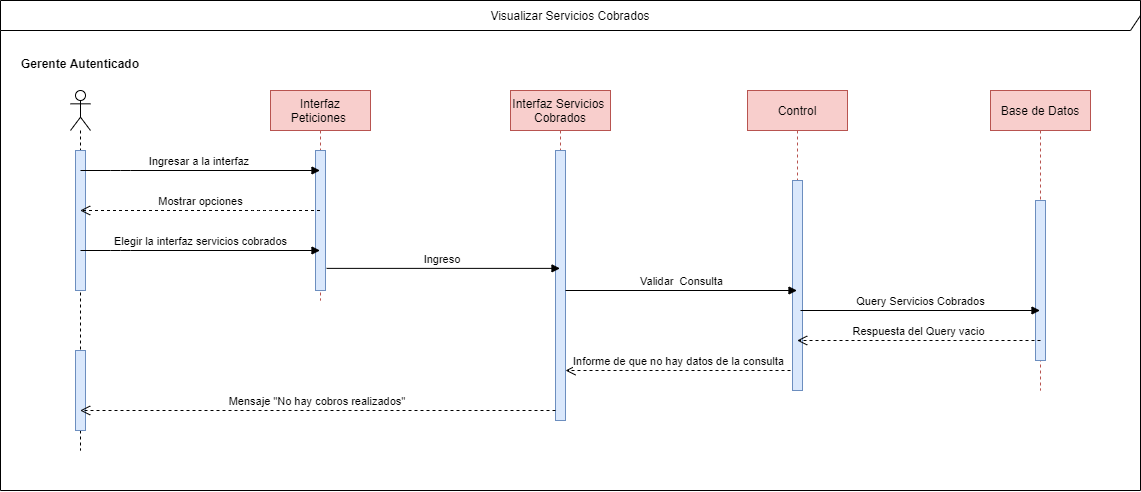 Visualizar Servicios Cobrados
Gerente Autenticado
Interfaz
Peticiones
Interfaz Servicios
Cobrados
Control
Base de Datos
Ingresar a la interfaz
Mostrar opciones
Elegir la interfaz servicios cobrados
Ingreso
Validar Consulta
Query Servicios Cobrados
Respuesta del Query vacio
Informe de que no hay datos de la consulta
Mensaje "No hay cobros realizados"